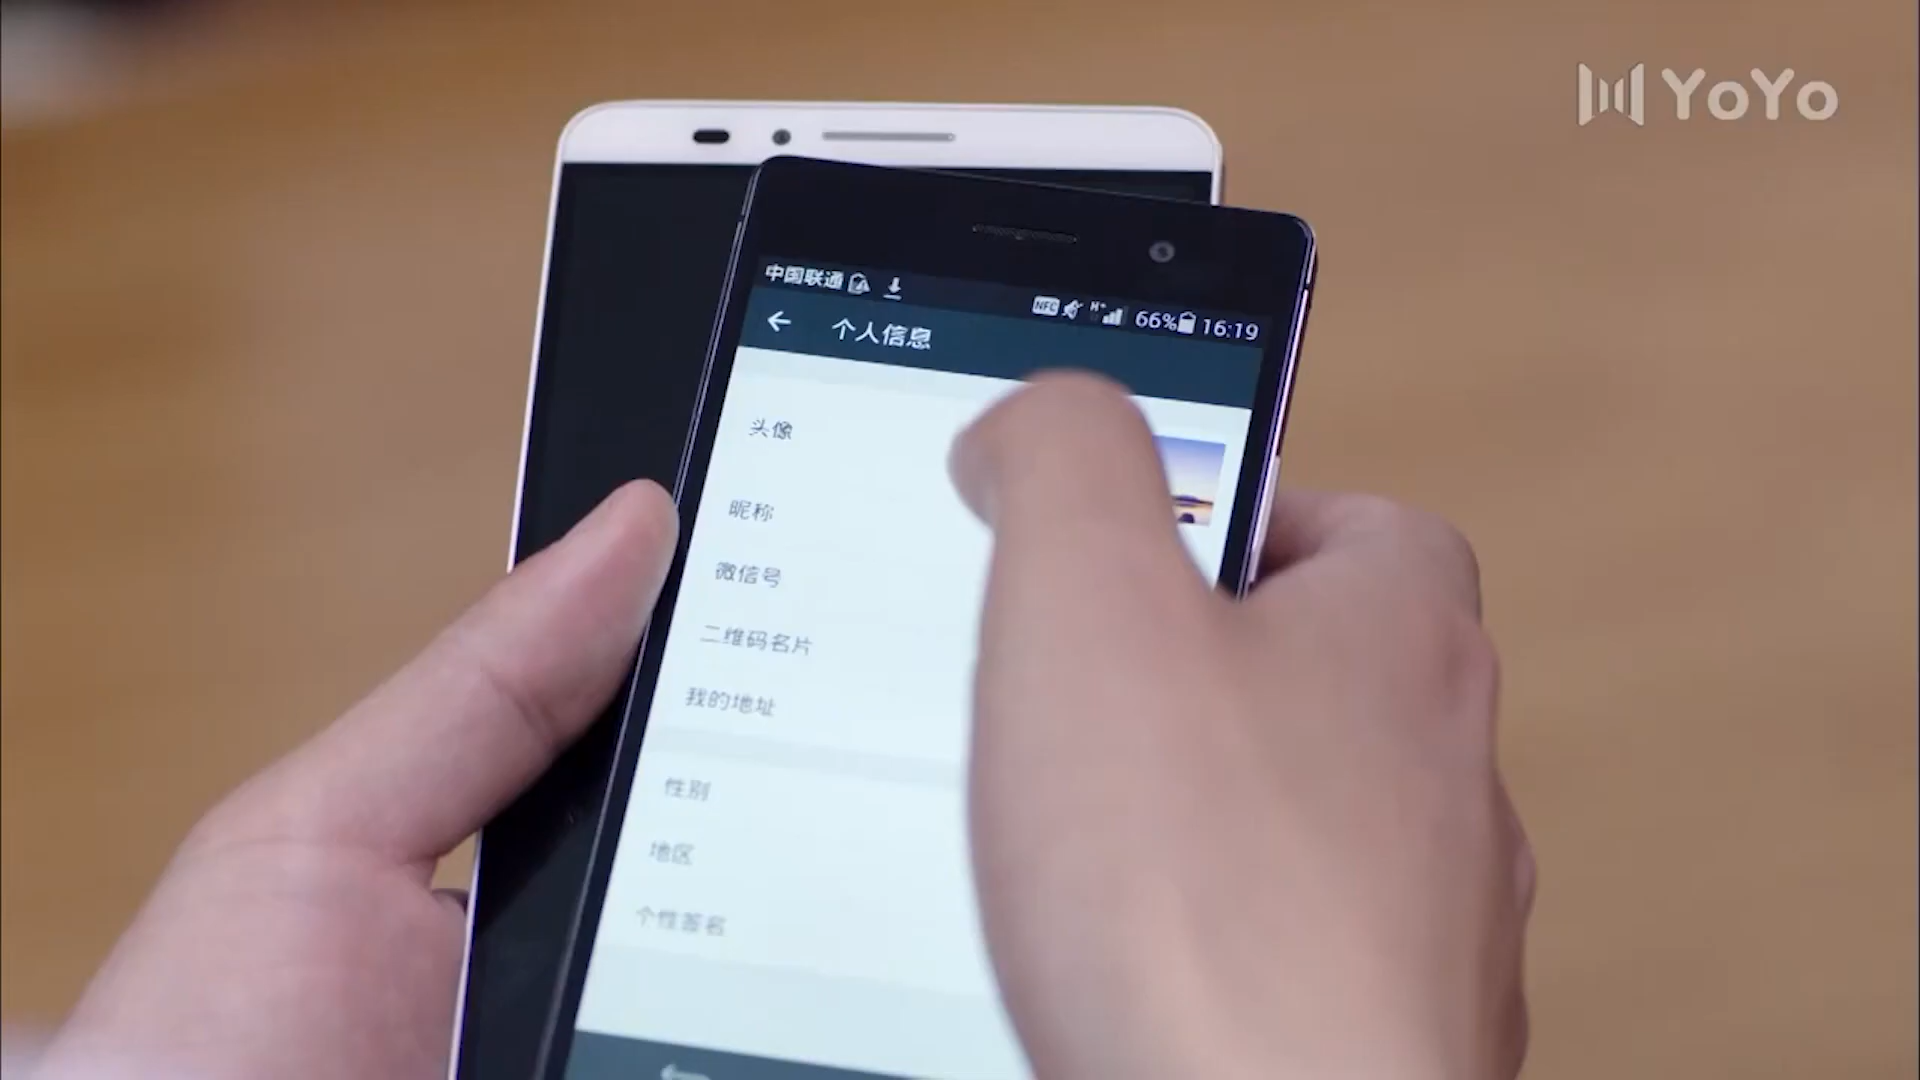 YoYo
中国联通
NFC H+ 66% 16:19
个人信息
头像
昵称
微信号
二维码名片
我的地址
性别
地区
个性签名